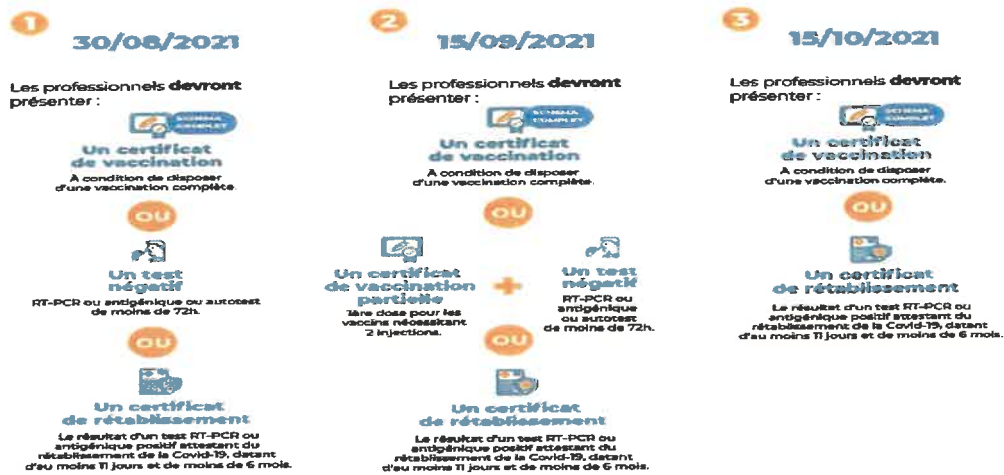 1
30/08/2021
Les professionnels devront
présenter :
SCHEMA
COMPLET
Un certificat
de vaccination
À condition de disposer
d'une vaccination complète.
OU
Un test
négatif
RT-PCR ou antigénique ou autotest
de moins de 72h.
OU
Un certificat
de rétablissement
Le résultat d'un test RT-PCR ou
antigénique positif attestant du
rétablissement de la Covid-19, datant
d'au moins 11 jours et de moins de 6 mois.
2
15/09/2021
Les professionnels devront
présenter :
SCHEMA
COMPLET
Un certificat
de vaccination
À condition de disposer
d'une vaccination complète.
OU
Un certificat
de vaccination
partielle
1ère dose pour les
vaccins nécessitant
2 injections.
+
Un test
négatif
RT-PCR ou
antigénique
ou autotest
de moins de 72h.
OU
Un certificat
de rétablissement
Le résultat d'un test RT-PCR ou
antigénique positif attestant du
rétablissement de la Covid-19, datant
d'au moins 11 jours et de moins de 6 mois.
3
15/10/2021
Les professionnels devront
présenter :
SCHEMA
COMPLET
Un certificat
de vaccination
À condition de disposer
d'une vaccination complète.
OU
Un certificat
de rétablissement
Le résultat d'un test RT-PCR ou
antigénique positif attestant du
rétablissement de la Covid-19, datant
d'au moins 11 jours et de moins de 6 mois.